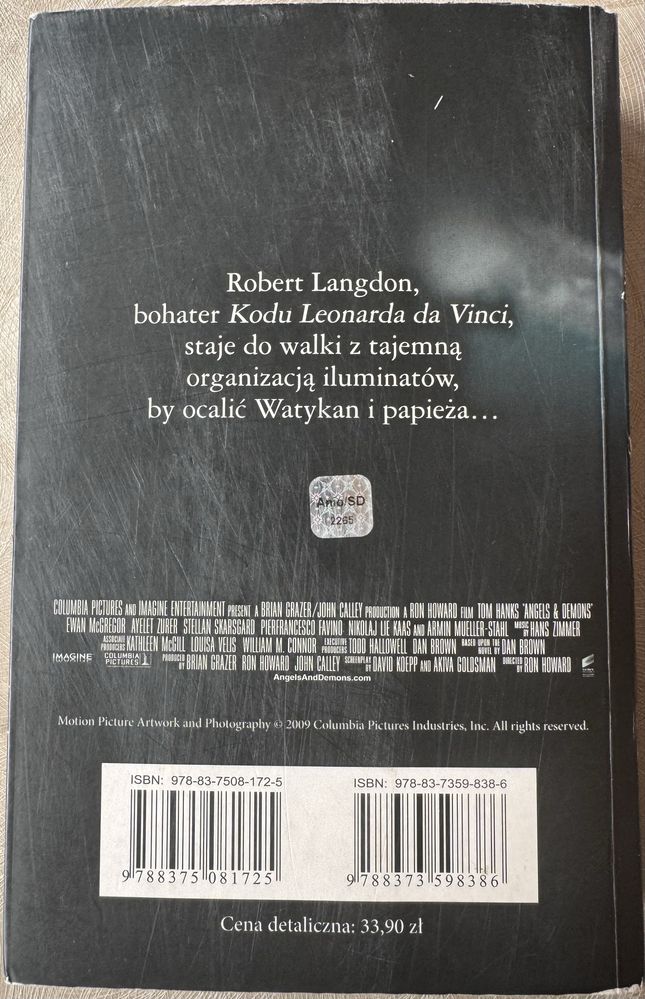 Robert Langdon,
bohater Kodu Leonarda da Vinci,
staje do walki z tajemną
organizacją iluminatów,
by ocalić Watykan i papieża...
Amb/SD
2265
COLUMBIA PICTURES AND IMAGINE ENTERTAINMENT PRESENT A BRIAN GRAZER/JOHN CALLEY PRODUCTION A RON HOWARD FILM TOM HANKS "ANGELS & DEMONS"
EWAN McGREGOR AYELET ZURER STELLAN SKARSGARD PIERFRANCESCO FAVINO NIKOLAJ LIE KAAS AND ARMIN MUELLER-STAHL MUSIC BY HANS ZIMMER
ASSOCIATE PRODUCERS KATHLEEN McGILL LOUISA VELIS WILLIAM M. CONNOR EXECUTIVE PRODUCERS TODD HALLOWELL DAN BROWN BASED UPON THE NOVEL BY DAN BROWN
IMAGINE COLUMBIA PICTURES PRODUCED BY BRIAN GRAZER RON HOWARD JOHN CALLEY SCREENPLAY BY DAVID KOEPP AND AKIVA GOLDSMAN DIRECTED BY RON HOWARD
AngelsAndDemons.com
Motion Picture Artwork and Photography © 2009 Columbia Pictures Industries, Inc. All rights reserved.
ISBN: 978-83-7508-172-5 ISBN: 978-83-7359-838-6
9 788375 081725 9 788373 598386
Cena detaliczna: 33,90 zł